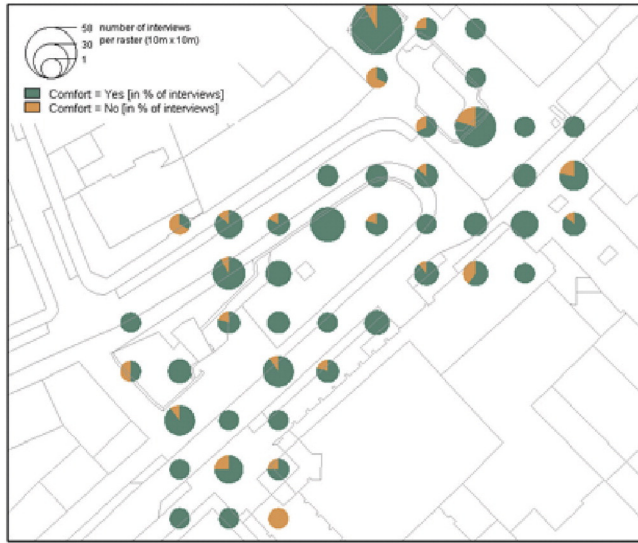 58 number of interviews
30 per raster (10m x 10m)
1
Comfort = Yes [in % of interviews]
Comfort = No [in % of interviews]